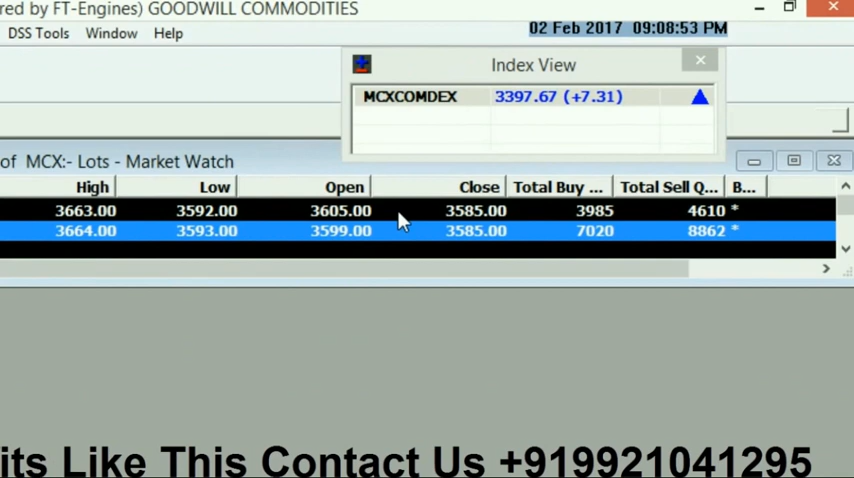 red by FT-Engines) GOODWILL COMMODITIES
DSS Tools Window Help 02 Feb 2017 09:08:53 PM
Index View
MCXCOMDEX 3397.67 (+7.31)
of MCX:- Lots - Market Watch
High Low Open Close Total Buy ... Total Sell Q... B...
3663.00 3592.00 3605.00 3585.00 3985 4610 *
3664.00 3593.00 3599.00 3585.00 7020 8862 *
its Like This Contact Us +919921041295